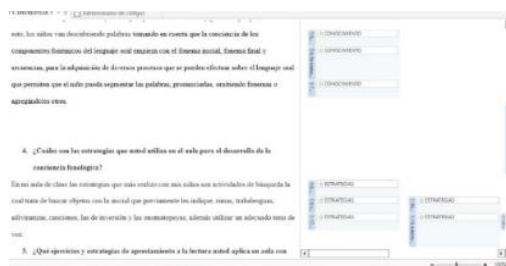 esto, los niños van descubriendo palabras tomando en cuenta que la conciencia de los
componentes fonémicos del lenguaje oral empieza con el fonema inicial, fonema final y
secuencias, para la adquisición de diversos procesos que se pueden efectuar sobre el lenguaje oral
que permiten que el niño pueda segmentar las palabras, pronunciarlas, omitiendo fonemas o
agregándoles otros.
CONOCIMIENTO
CONOCIMIENTO
CONOCIMIENTO
4. ¿Cuáles son las estrategias que usted utiliza en el aula para el desarrollo de la
conciencia fonológica?
En mi aula de clase las estrategias que más realizo con mis niños son actividades de búsqueda la
cual trata de buscar objetos con la inicial que previamente les indique, rimas, trabalenguas,
adivinanzas, canciones, las de inversión y las onomatopeyas, además utilizar un adecuado tono de
voz.
ESTRATEGIAS
ESTRATEGIAS
ESTRATEGIAS
ESTRATEGIAS
5. ¿Qué ejercicios y estrategias de aprestamiento a la lectura usted aplica en aula con